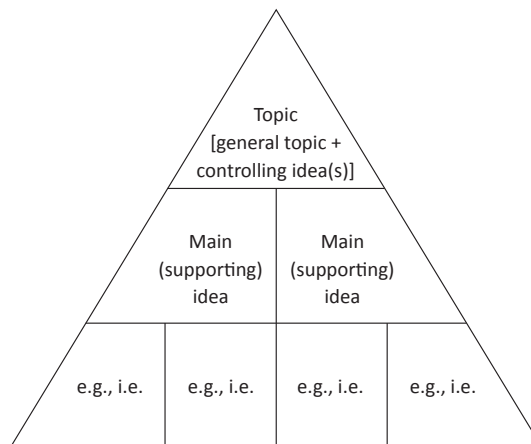 Topic
[general topic +
controlling idea(s)]
Main
(supporting)
idea
Main
(supporting)
idea
e.g., i.e.
e.g., i.e.
e.g., i.e.
e.g., i.e.